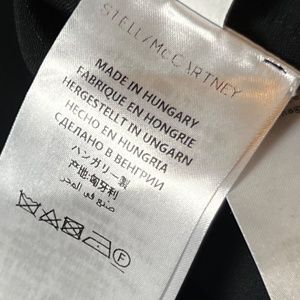 STELLA McCARTNEY
MADE IN HUNGARY
FABRIQUE EN HONGRIE
HERGESTELLT IN UNGARN
HECHO EN HUNGRIA
СДЕЛАНО В ВЕНГРИИ
ハンガリー製
产地:匈牙利
صنع في المجر
F